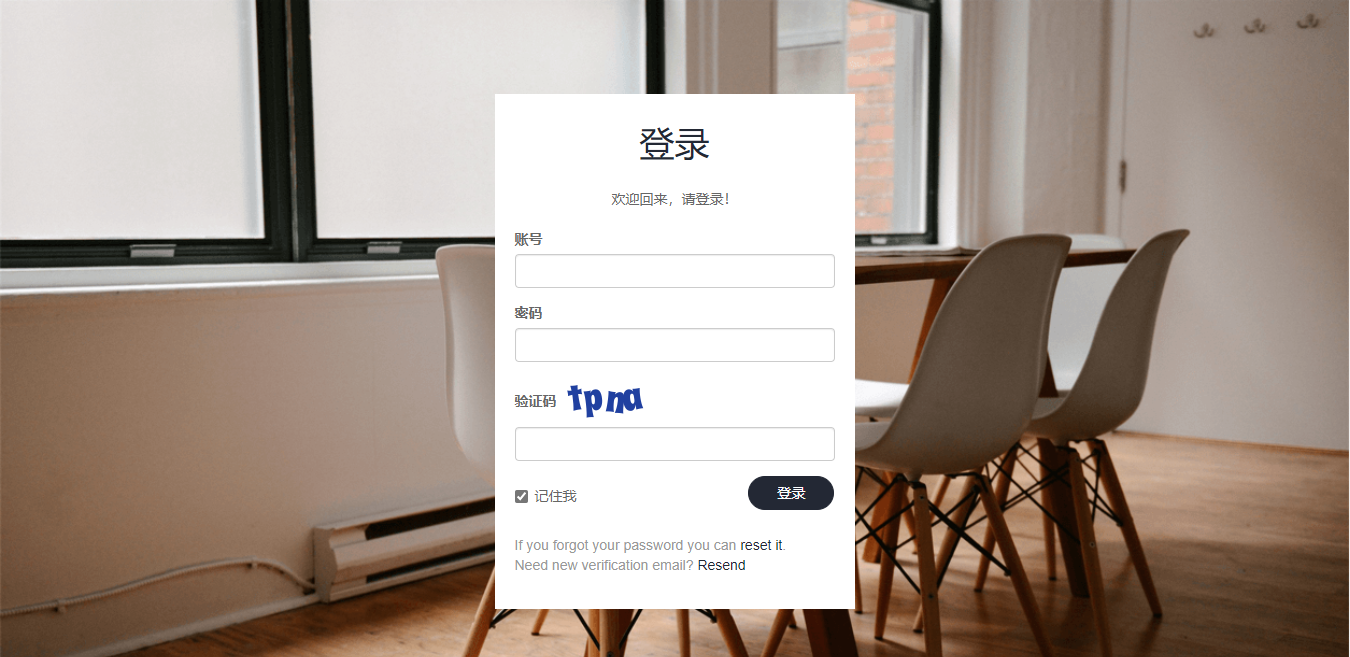 登录
欢迎回来，请登录！
账号
密码
验证码 tpna
记住我 登录
If you forgot your password you can reset it.
Need new verification email? Resend